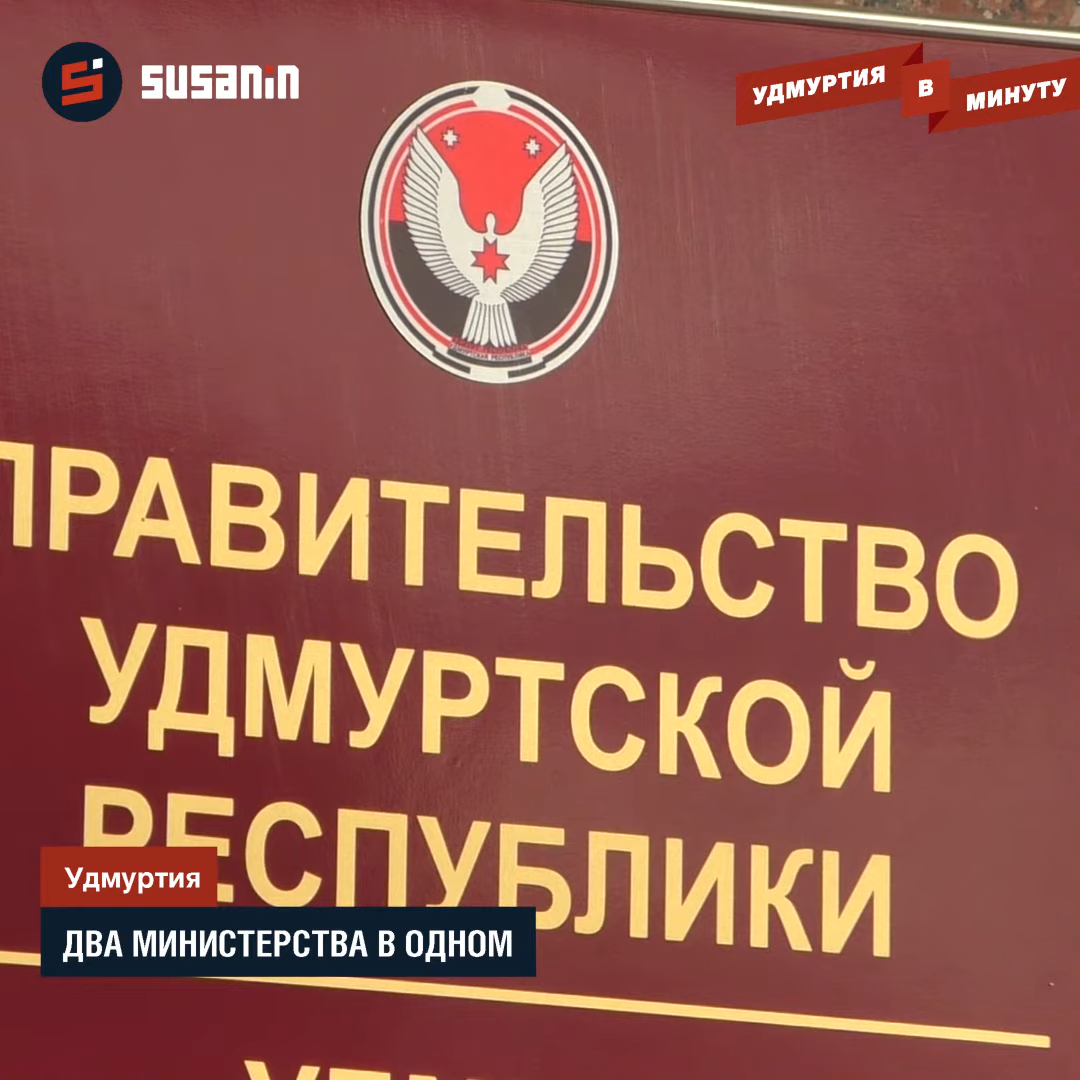 SUSANIN
УДМУРТИЯ В МИНУТУ
ПРАВИТЕЛЬСТВО
УДМУРТСКОЙ
РЕСПУБЛИКИ
Удмуртия
ДВА МИНИСТЕРСТВА В ОДНОМ